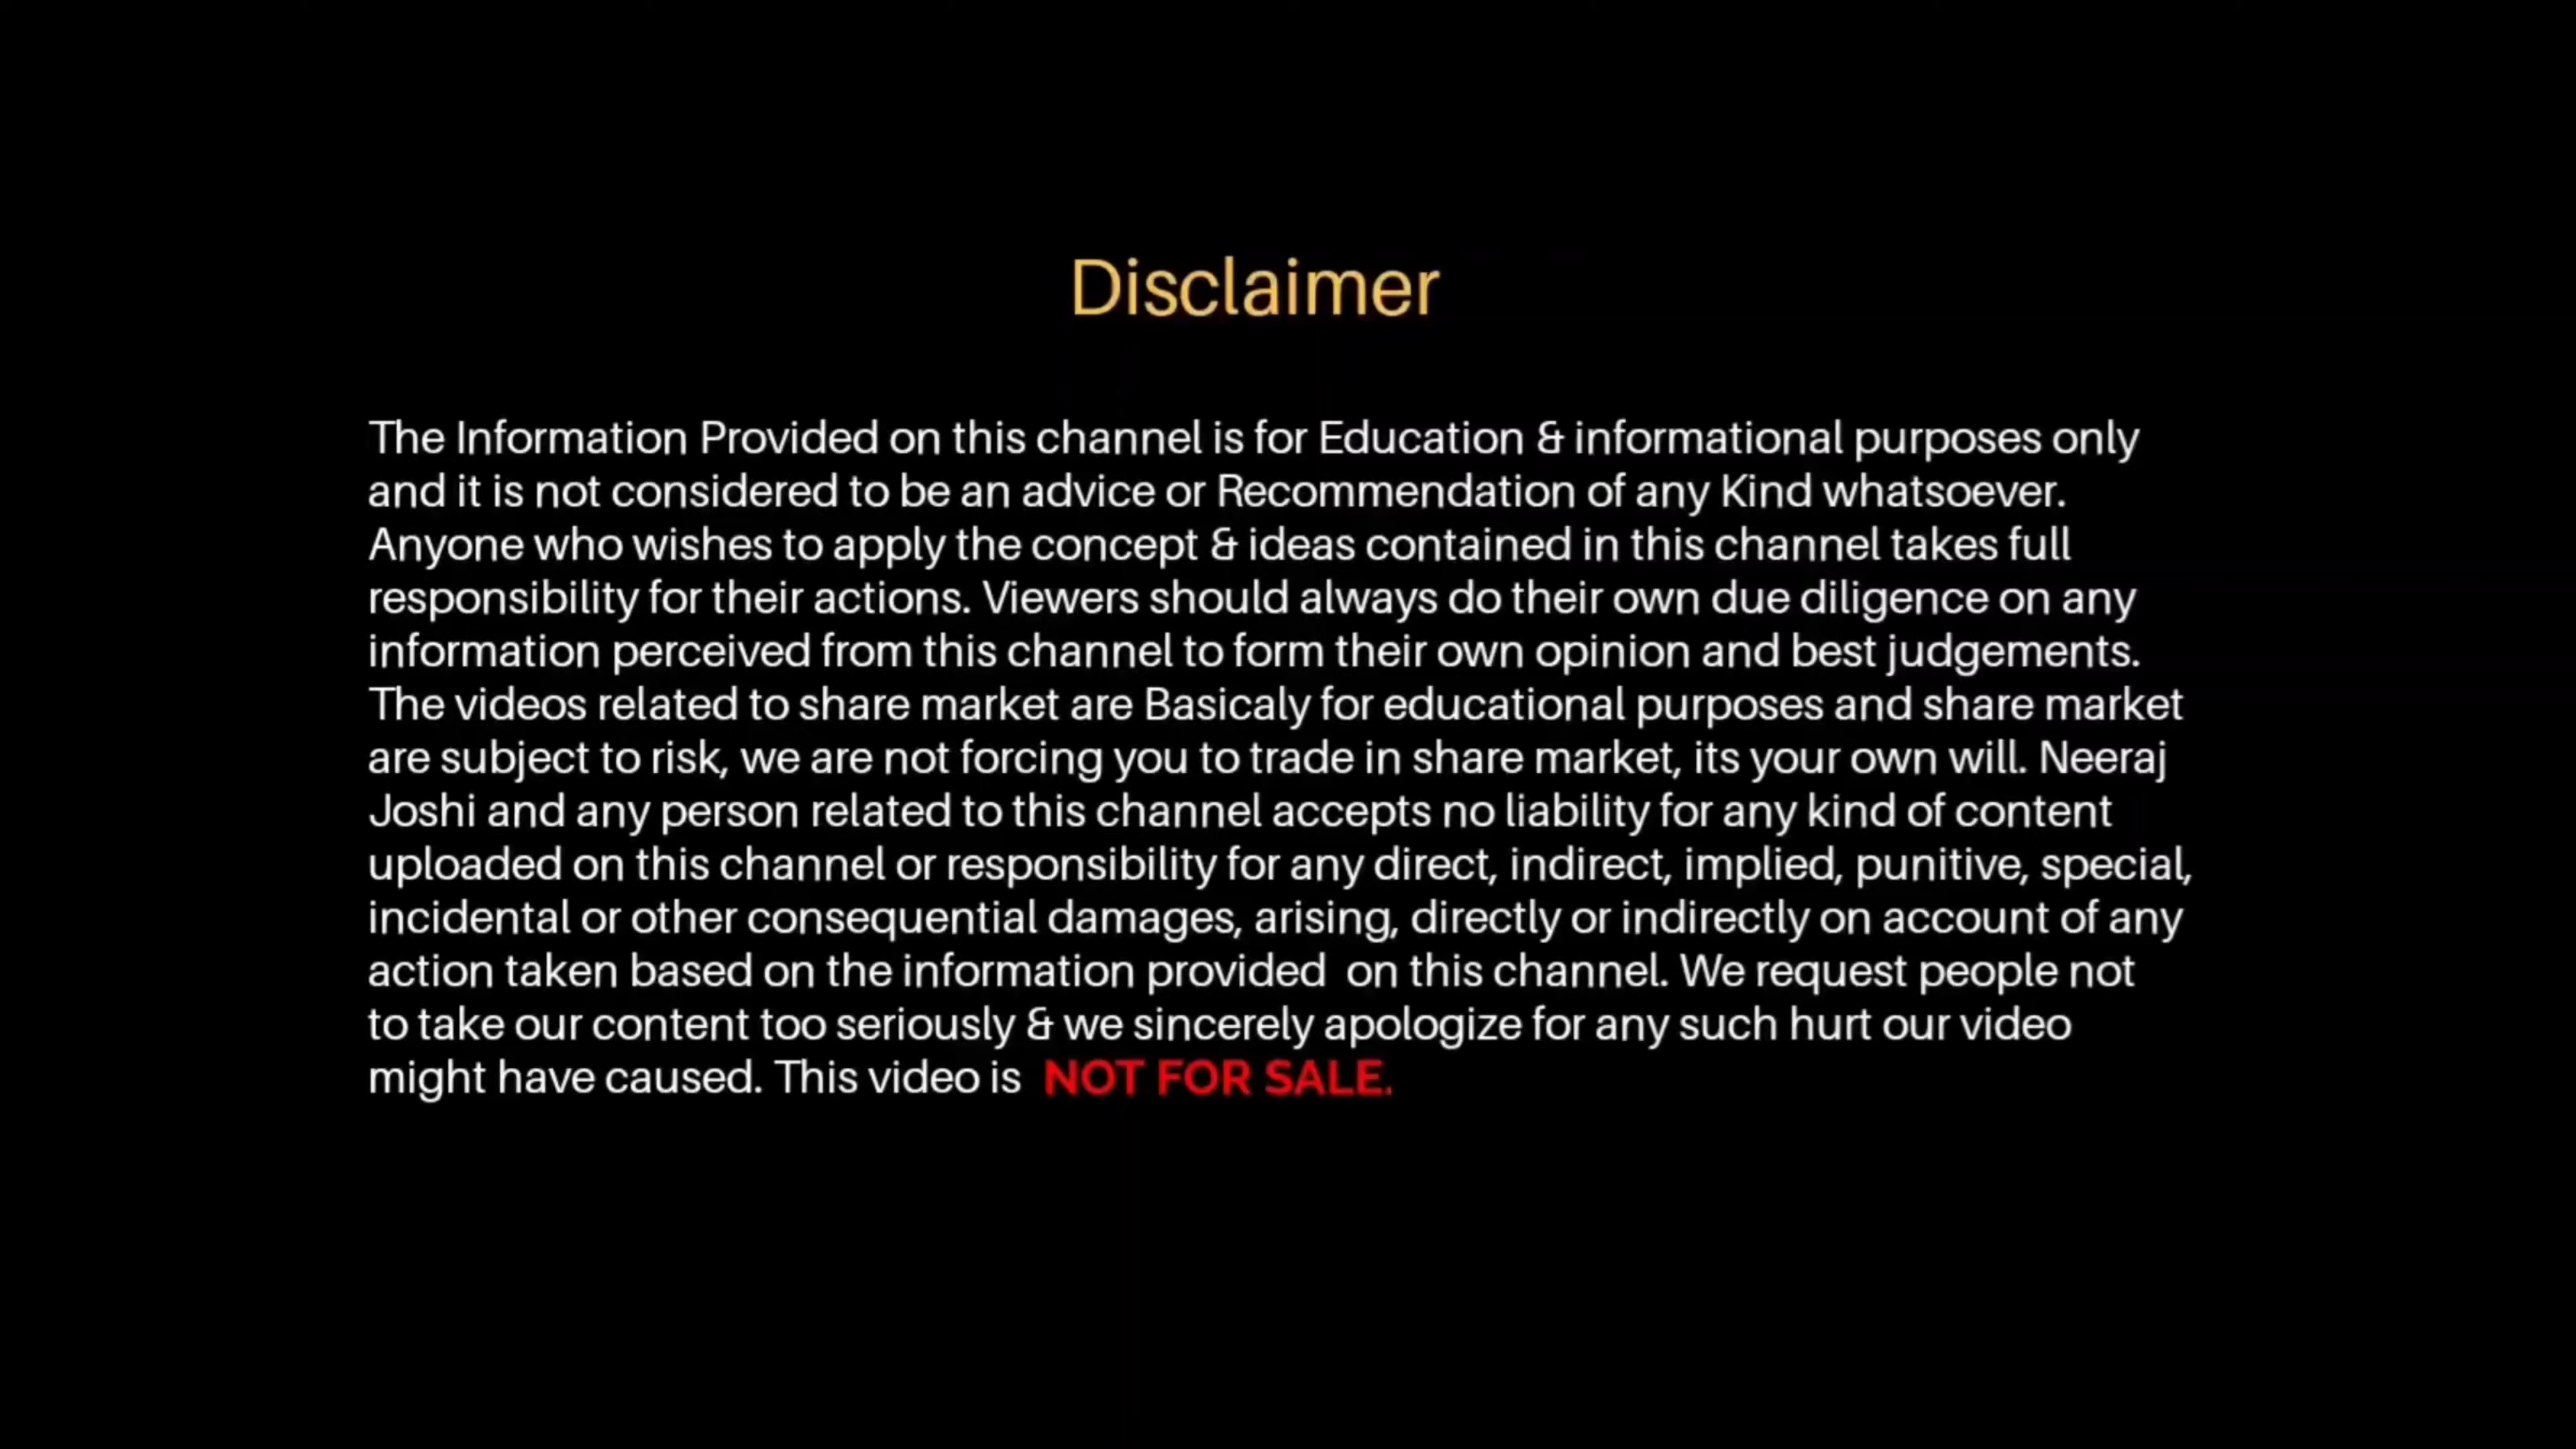 Disclaimer
The Information Provided on this channel is for Education & informational purposes only
and it is not considered to be an advice or Recommendation of any Kind whatsoever.
Anyone who wishes to apply the concept & ideas contained in this channel takes full
responsibility for their actions. Viewers should always do their own due diligence on any
information perceived from this channel to form their own opinion and best judgements.
The videos related to share market are Basicaly for educational purposes and share market
are subject to risk, we are not forcing you to trade in share market, its your own will. Neeraj
Joshi and any person related to this channel accepts no liability for any kind of content
uploaded on this channel or responsibility for any direct, indirect, implied, punitive, special,
incidental or other consequential damages, arising, directly or indirectly on account of any
action taken based on the information provided  on this channel. We request people not
to take our content too seriously & we sincerely apologize for any such hurt our video
might have caused. This video is  NOT FOR SALE.